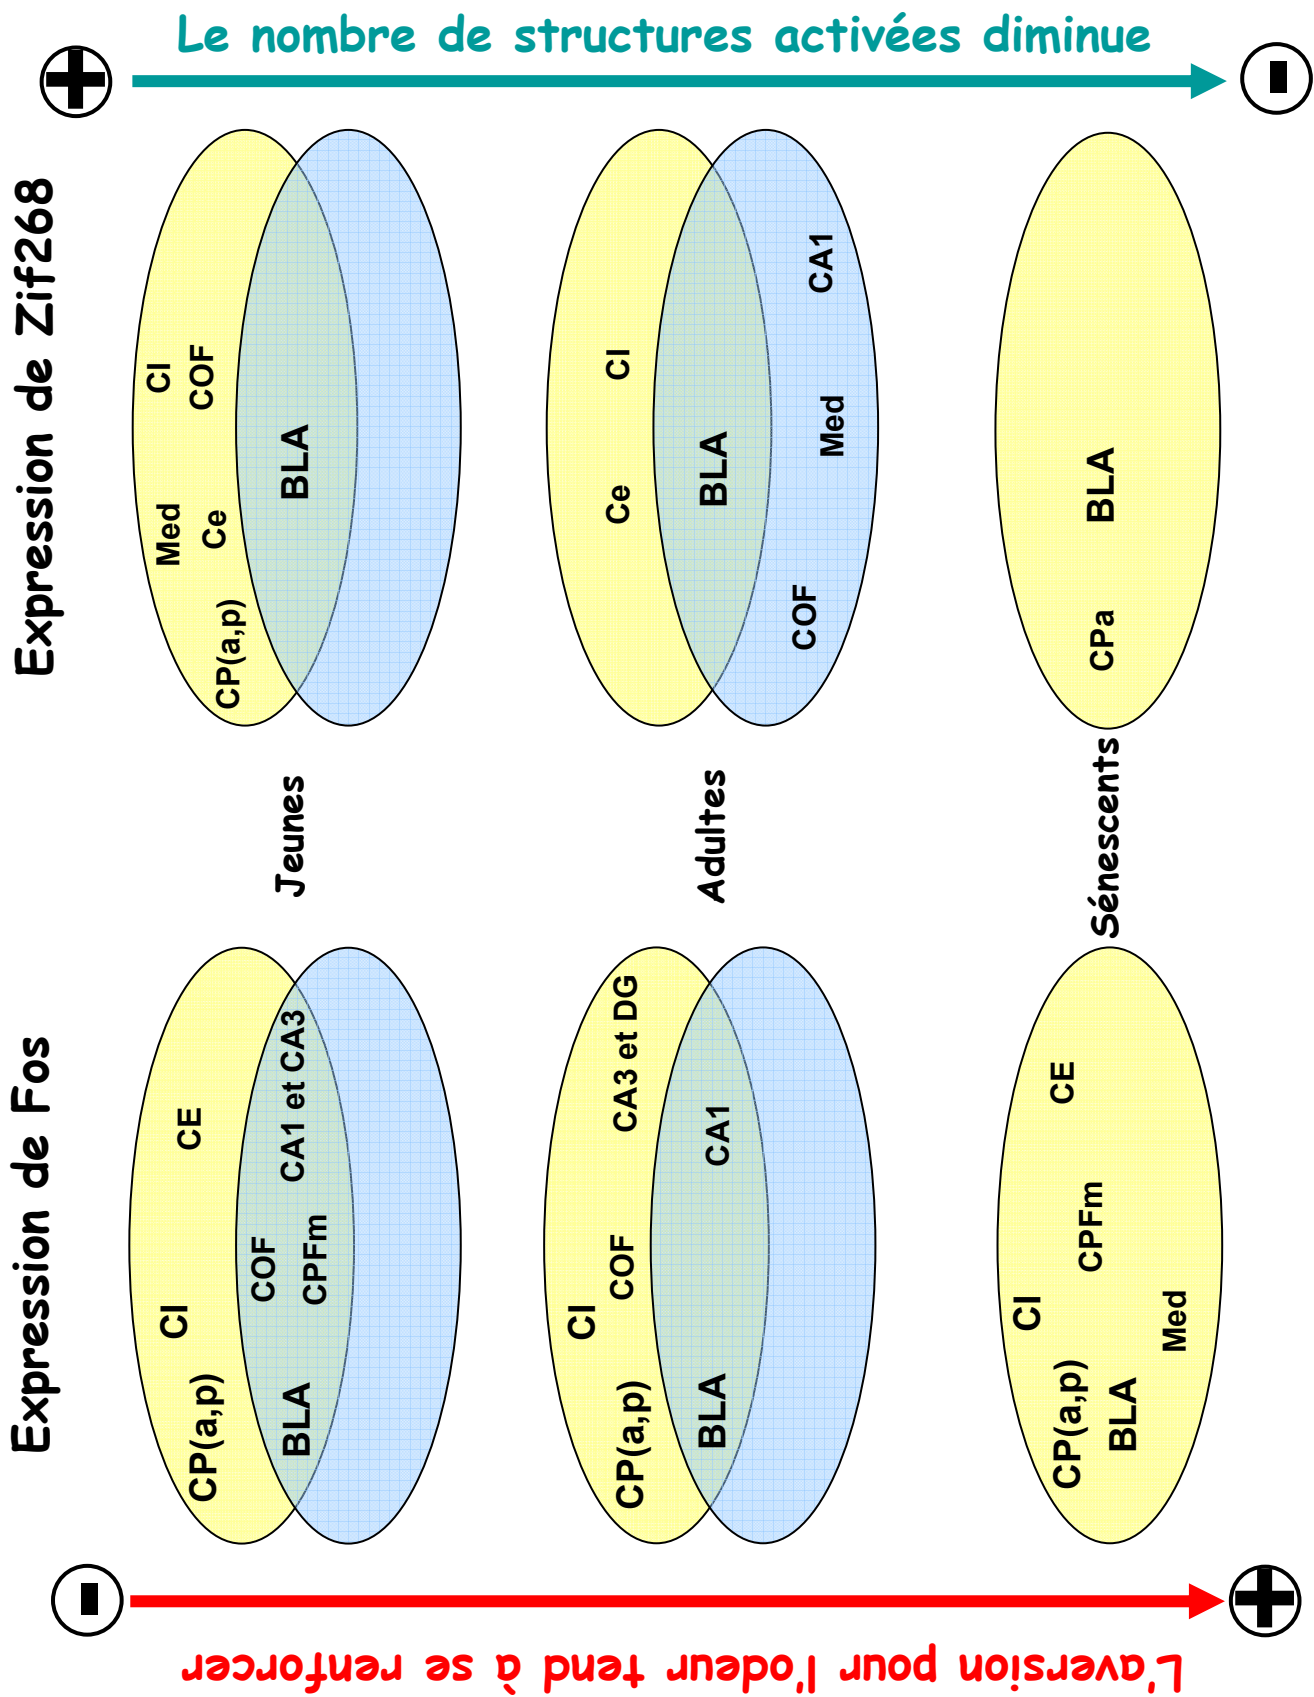 Le nombre de structures activées diminue
Expression de Fos
Expression de Zif268
CP(a,p)
CI
CE
BLA
COF
CPFm
CA1 et CA3
Jeunes
CP(a,p)
Med
Ce
CI
COF
BLA
CP(a,p)
CI
COF
CA3 et DG
BLA
CA1
Adultes
Ce
CI
BLA
COF
Med
CA1
CP(a,p)
CI
CE
BLA
CPFm
Med
Sénescents
CPa
BLA
L'aversion pour l'odeur tend à se renforcer